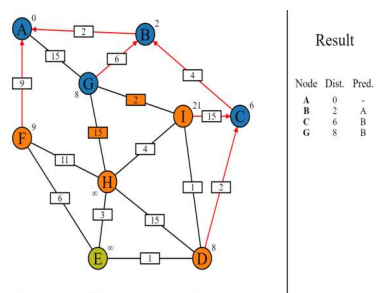 A 0
2
B 2
Result
15
6
4
Node Dist. Pred.
A 0 -
B 2 A
C 6 B
G 8 B
9
G
8
2
I 21
15
C 6
F 9
15
11
4
H
∞
6
3
15
1
2
E ∞
1
D 8